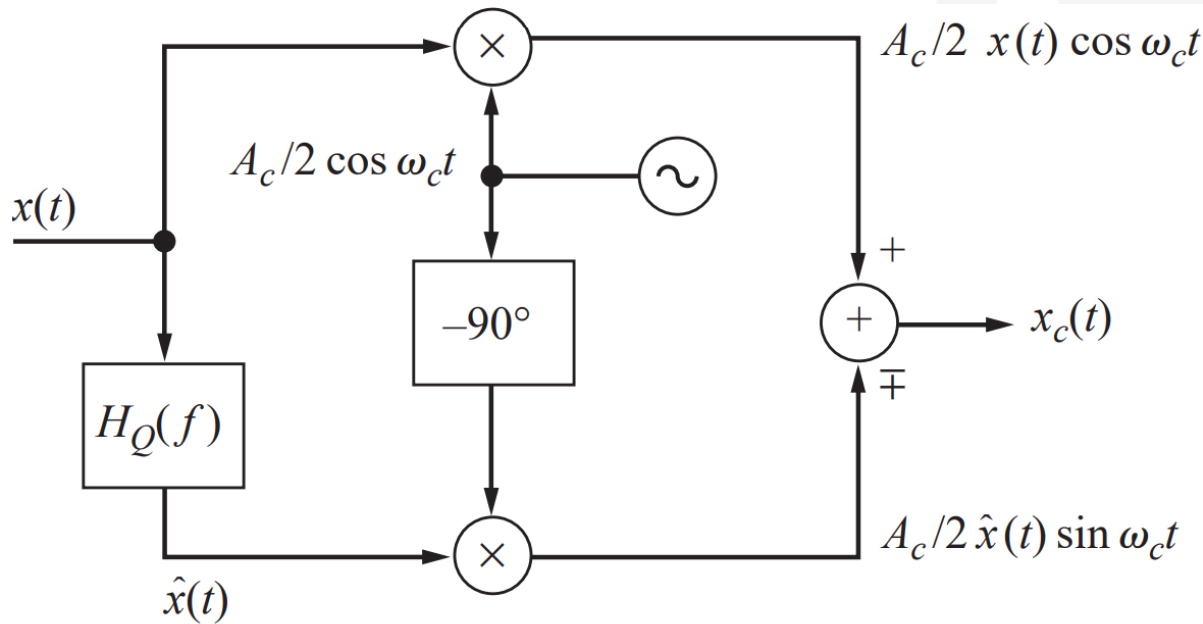 A_c/2 x(t) cos ω_c t
×
A_c/2 cos ω_c t
~
x(t)
+
–90°
+
x_c(t)
∓
H_Q(f)
A_c/2 x̂(t) sin ω_c t
×
x̂(t)